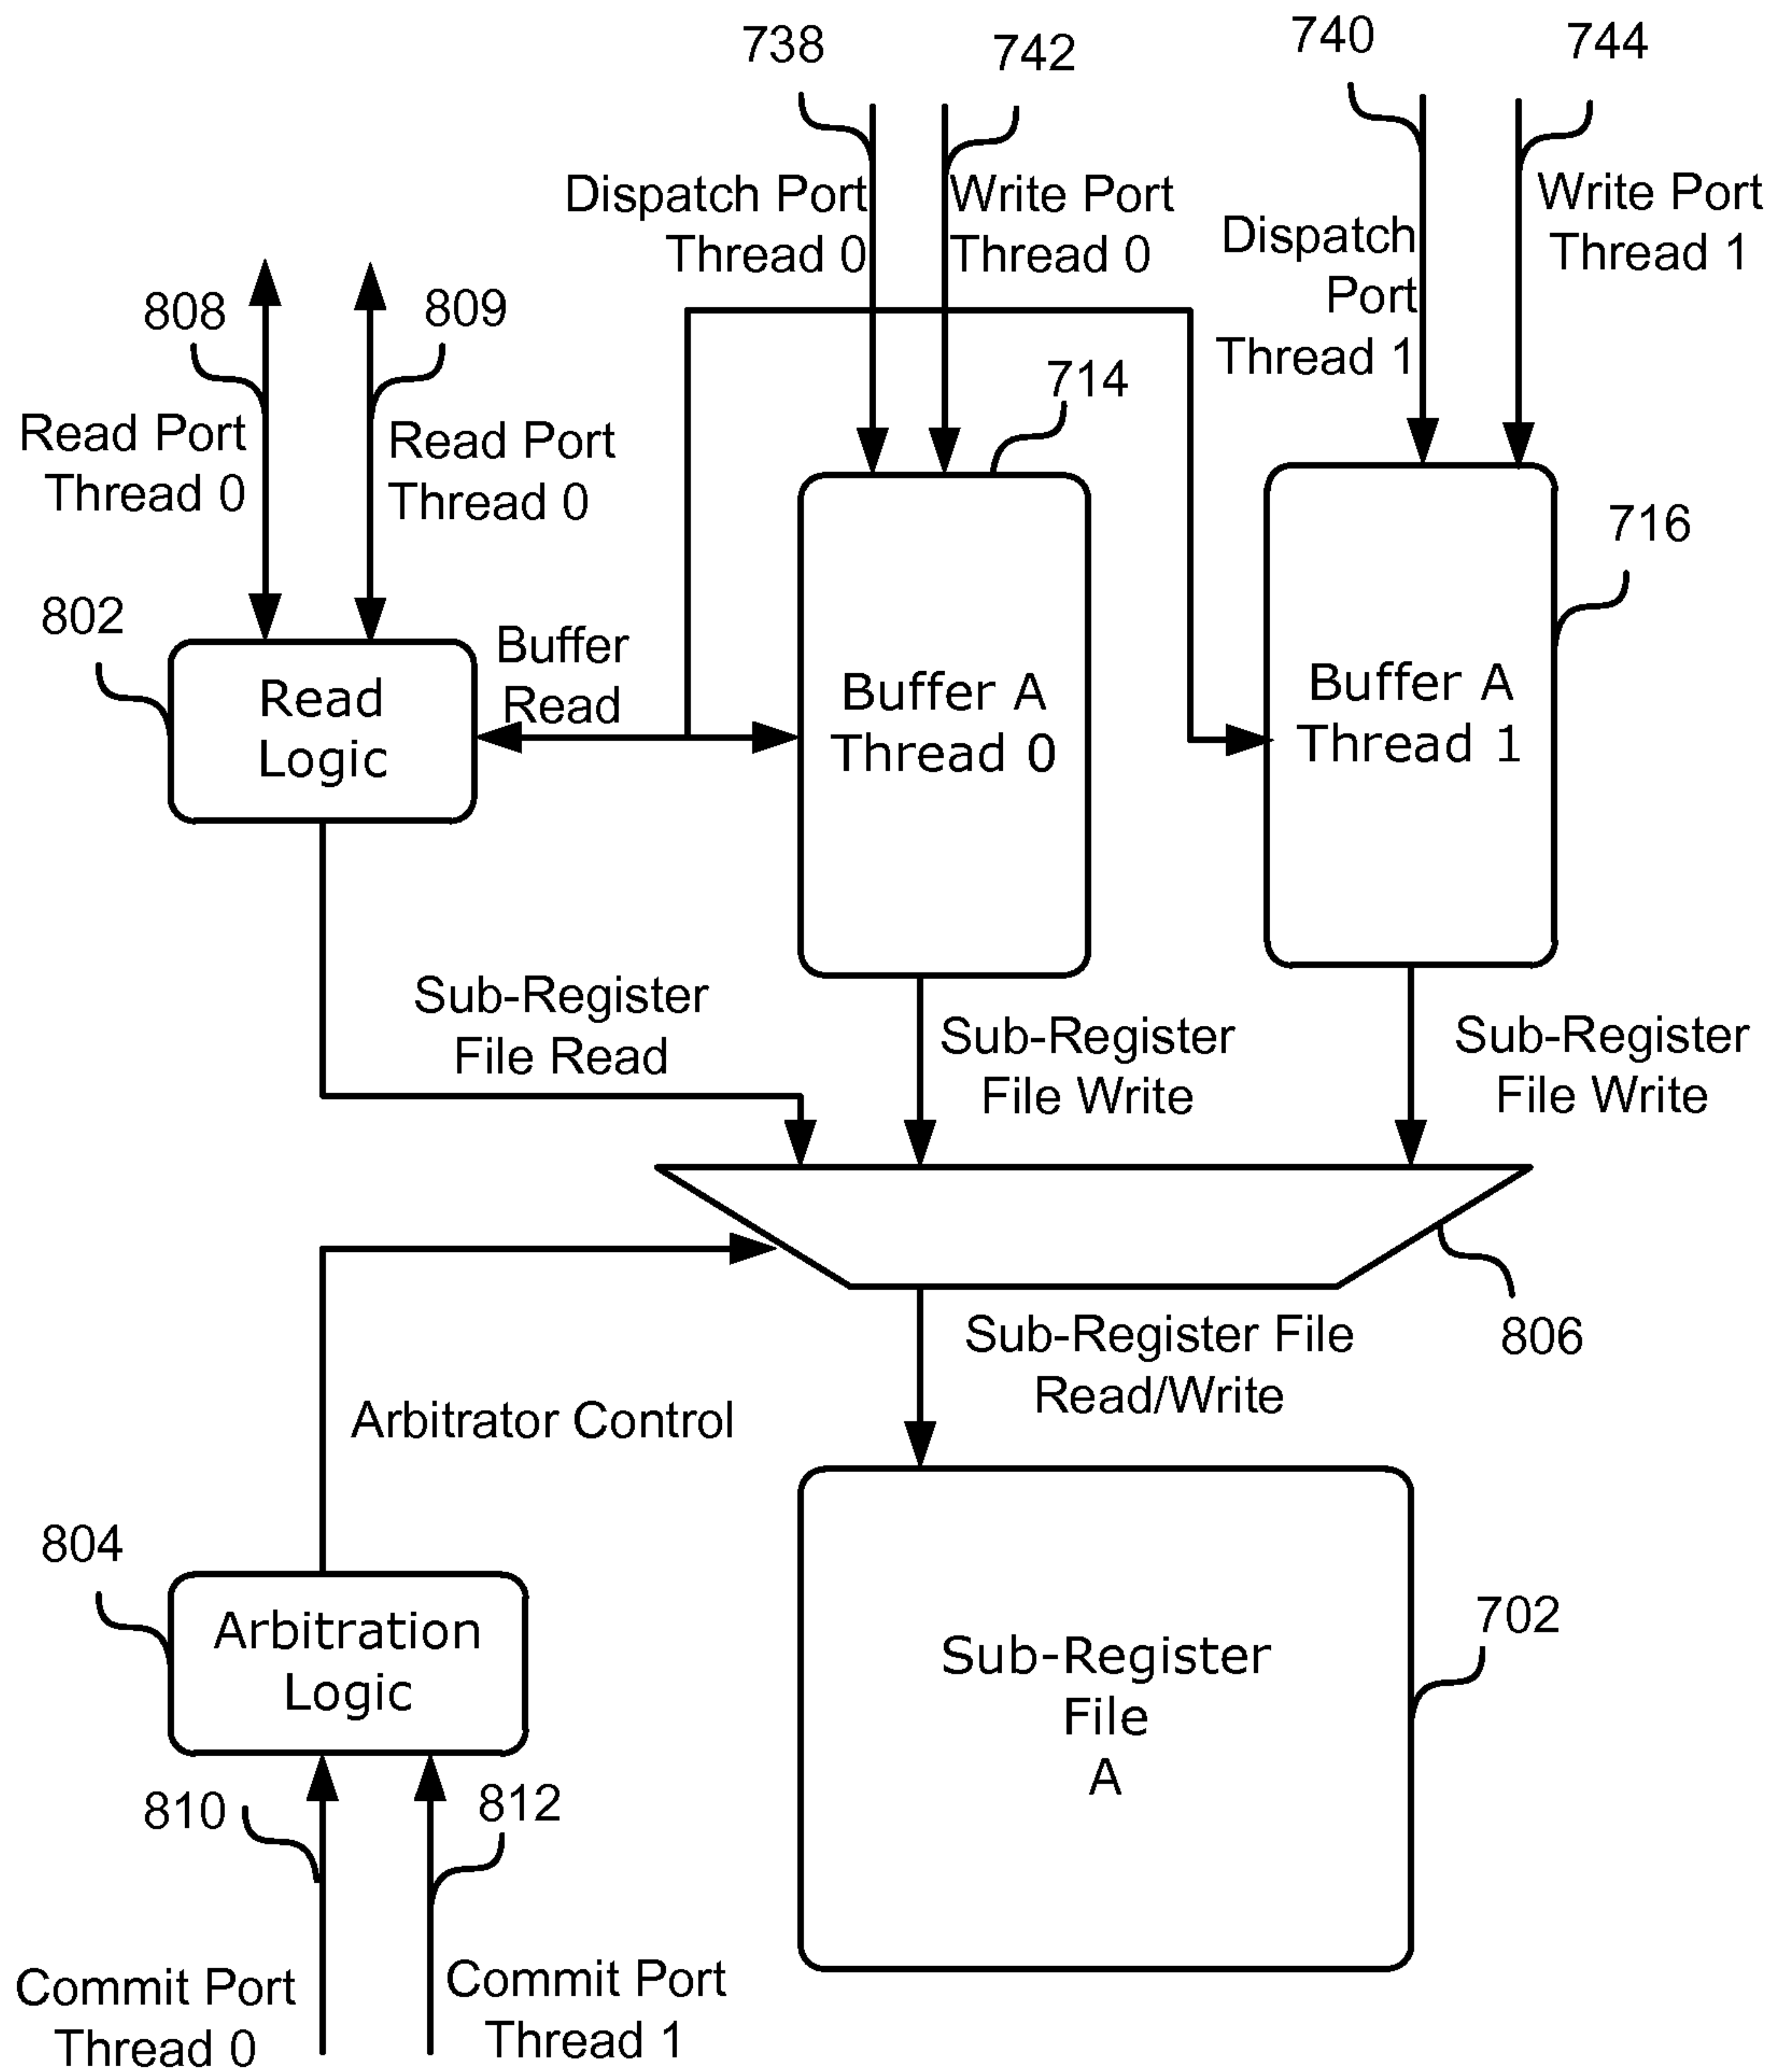 738
742
740
744
Dispatch Port
Thread 0
Write Port
Thread 0
Dispatch
Port
Thread 1
Write Port
Thread 1
808
809
Read Port
Thread 0
Read Port
Thread 0
714
716
802
Read
Logic
Buffer
Read
Buffer A
Thread 0
Buffer A
Thread 1
Sub-Register
File Read
Sub-Register
File Write
Sub-Register
File Write
806
Sub-Register File
Read/Write
Arbitrator Control
804
Arbitration
Logic
Sub-Register
File
A
702
810
812
Commit Port
Thread 0
Commit Port
Thread 1